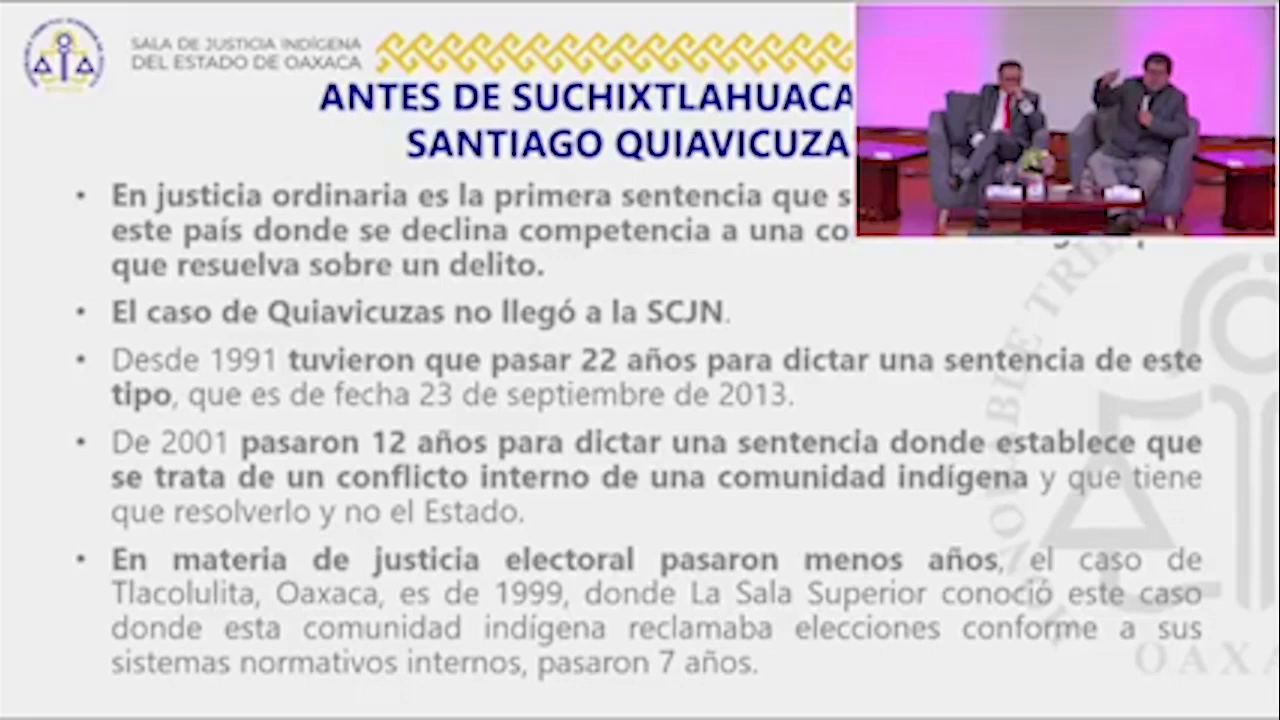 SALA DE JUSTICIA INDÍGENA
DEL ESTADO DE OAXACA
ANTES DE SUCHIXTLAHUACA
SANTIAGO QUIAVICUZA
• En justicia ordinaria es la primera sentencia que s
este país donde se declina competencia a una co
que resuelva sobre un delito.
• El caso de Quiavicuzas no llegó a la SCJN.
• Desde 1991 tuvieron que pasar 22 años para dictar una sentencia de este
tipo, que es de fecha 23 de septiembre de 2013.
• De 2001 pasaron 12 años para dictar una sentencia donde establece que
se trata de un conflicto interno de una comunidad indígena y que tiene
que resolverlo y no el Estado.
• En materia de justicia electoral pasaron menos años, el caso de
Tlacolulita, Oaxaca, es de 1999, donde La Sala Superior conoció este caso
donde esta comunidad indígena reclamaba elecciones conforme a sus
sistemas normativos internos, pasaron 7 años.
OAXA